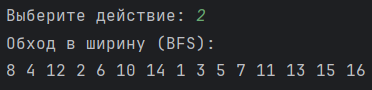 Выберите действие: 2
Обход в ширину (BFS):
8 4 12 2 6 10 14 1 3 5 7 11 13 15 16